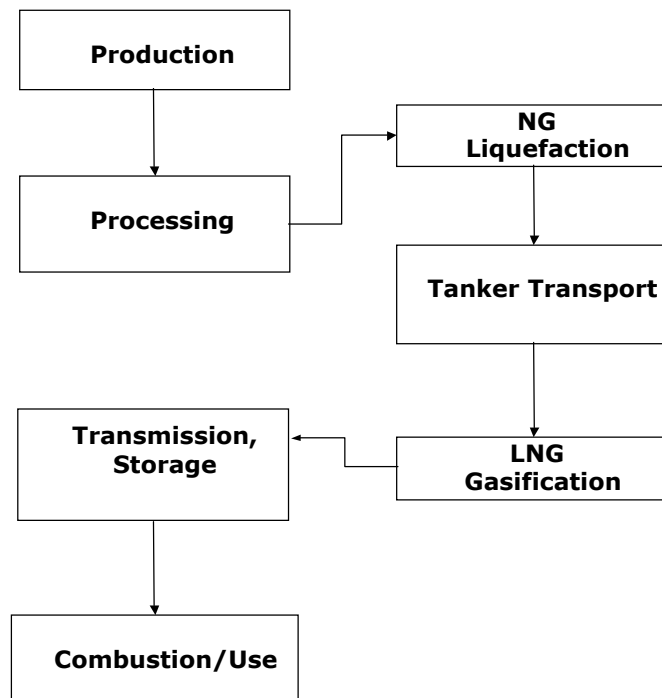 Production
NG
Liquefaction
Processing
Tanker Transport
Transmission,
Storage
LNG
Gasification
Combustion/Use